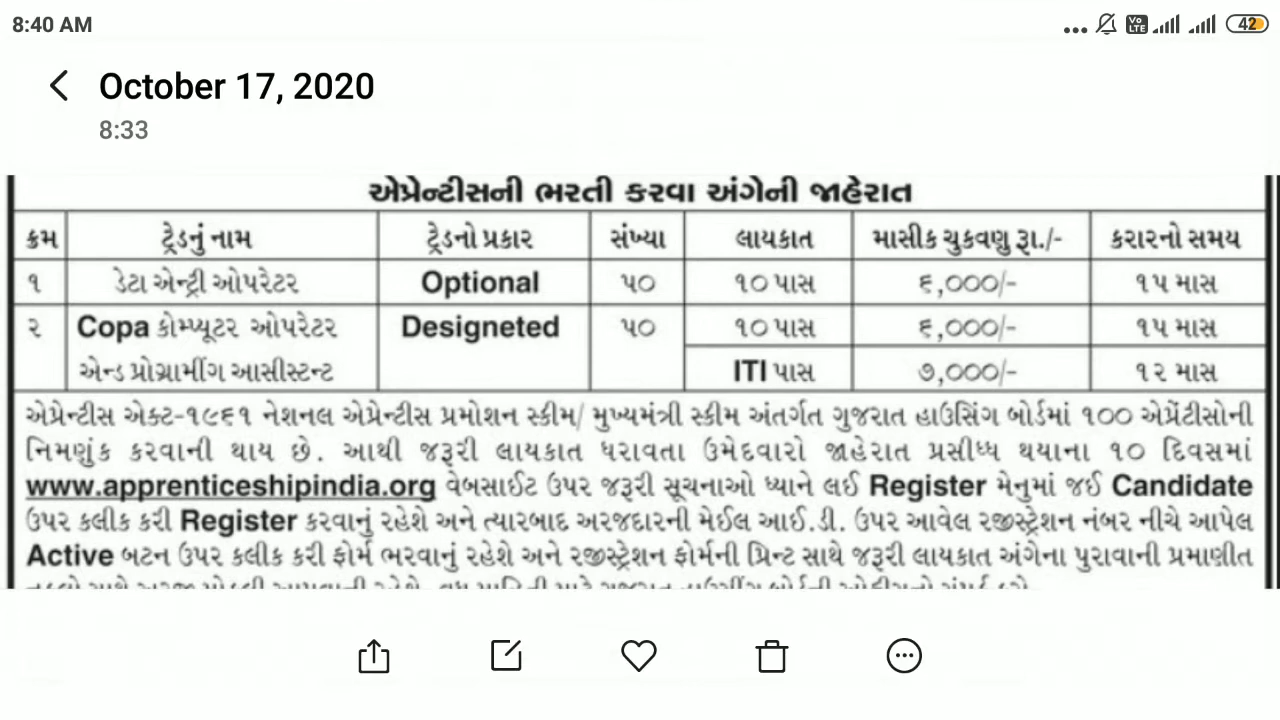 8:40 AM
Vo LTE
42
October 17, 2020
8:33
એપ્રેન્ટીસની ભરતી કરવા અંગેની જાહેરાત
ક્રમ ટ્રેડનું નામ ટ્રેડનો પ્રકાર સંખ્યા લાયકાત માસીક ચુકવણુ રૂા./- કરારનો સમય
૧ ડેટા એન્ટ્રી ઓપરેટર Optional ૫૦ ૧૦ પાસ ૬,૦૦૦/- ૧૫ માસ
૨ Copa કોમ્પ્યૂટર ઓપરેટર Designeted ૫૦ ૧૦ પાસ ૬,૦૦૦/- ૧૫ માસ
એન્ડ પ્રોગ્રામીંગ આસીસ્ટન્ટ ITI પાસ ૭,૦૦૦/- ૧૨ માસ
એપ્રેન્ટીસ એક્ટ-૧૯૬૧ નેશનલ એપ્રેન્ટીસ પ્રમોશન સ્કીમ/ મુખ્યમંત્રી સ્કીમ અંતર્ગત ગુજરાત હાઉસિંગ બોર્ડમાં ૧૦૦ એપ્રેંટીસોની
નિમણુંક કરવાની થાય છે. આથી જરૂરી લાયકાત ધરાવતા ઉમેદવારો જાહેરાત પ્રસીધ્ધ થયાના ૧૦ દિવસમાં
www.apprenticeshipindia.org વેબસાઈટ ઉપર જરૂરી સૂચનાઓ ધ્યાને લઈ Register મેનુમાં જઈ Candidate
ઉપર કલીક કરી Register કરવાનું રહેશે અને ત્યારબાદ અરજદારની મેઈલ આઈ.ડી. ઉપર આવેલ રજીસ્ટ્રેશન નંબર નીચે આપેલ
Active બટન ઉપર કલીક કરી ફોર્મ ભરવાનું રહેશે અને રજીસ્ટ્રેશન ફોર્મની પ્રિન્ટ સાથે જરૂરી લાયકાત અંગેના પુરાવાની પ્રમાણીત